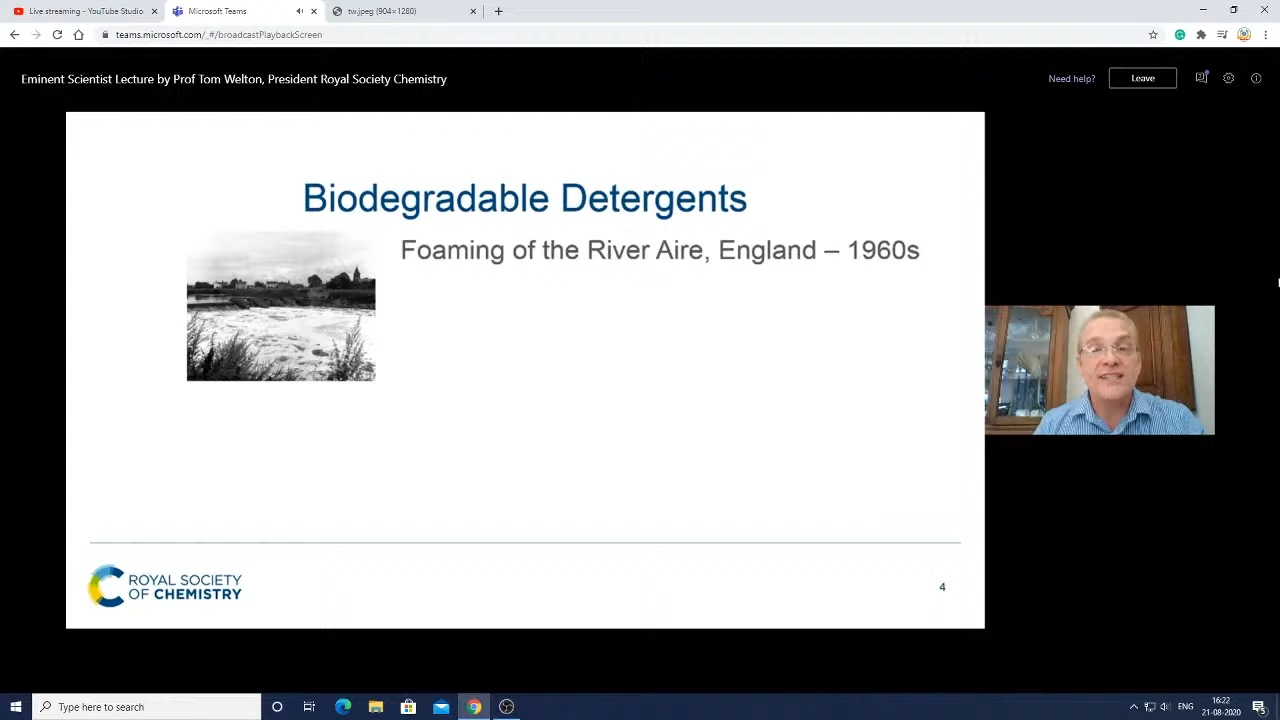 Live streaming - YouTube Studio
Microsoft Teams
tw.jpeg (904×1280)
teams.microsoft.com/_#/broadcastPlaybackScreen
Eminent Scientist Lecture by Prof Tom Welton, President Royal Society Chemistry
Need help?
Leave
Biodegradable Detergents
Foaming of the River Aire, England – 1960s
ROYAL SOCIETY
OF CHEMISTRY
4
Type here to search
ENG
16:22
21-08-2020